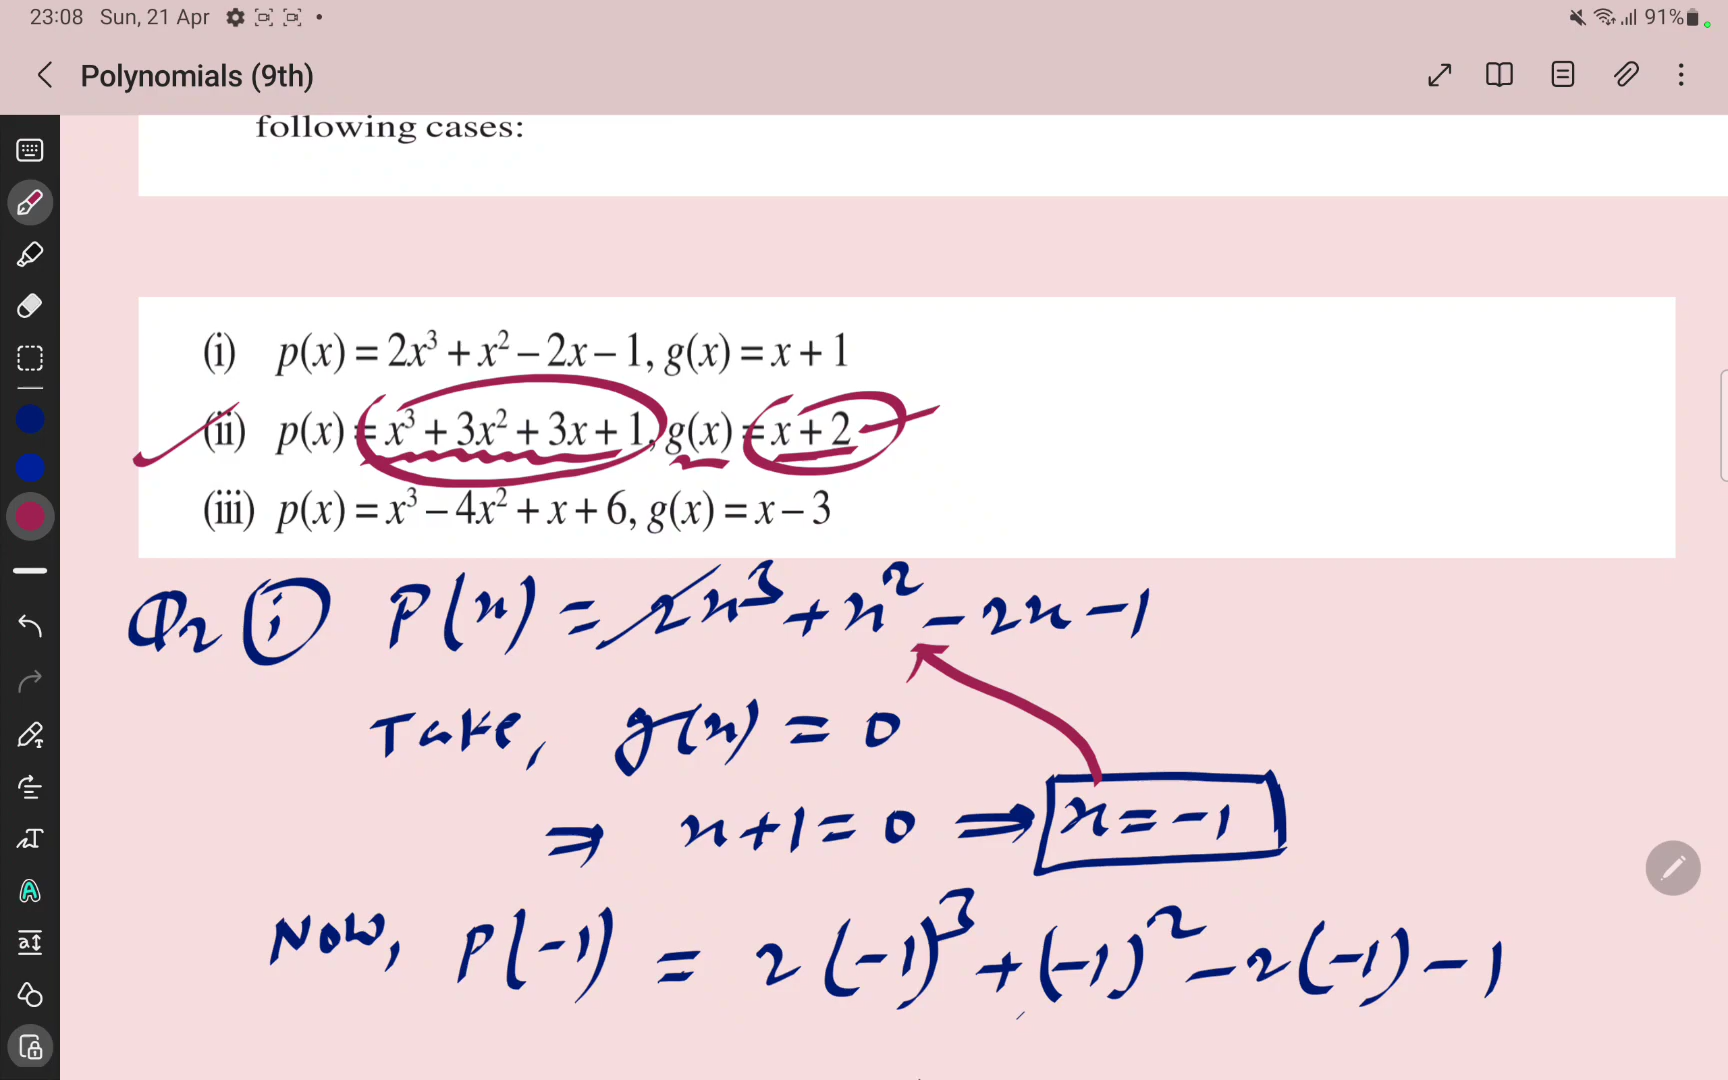 23:08 Sun, 21 Apr 91%
Polynomials (9th)
following cases:
(i) p(x) = 2x³ + x² – 2x – 1, g(x) = x + 1
(ii) p(x) = x³ + 3x² + 3x + 1, g(x) = x + 2
(iii) p(x) = x³ – 4x² + x + 6, g(x) = x – 3
Q2 (i) P(x) = 2x³ + x² – 2x – 1
Take, g(x) = 0
⇒ x + 1 = 0 ⇒ x = –1
Now, P(–1) = 2(–1)³ + (–1)² – 2(–1) – 1